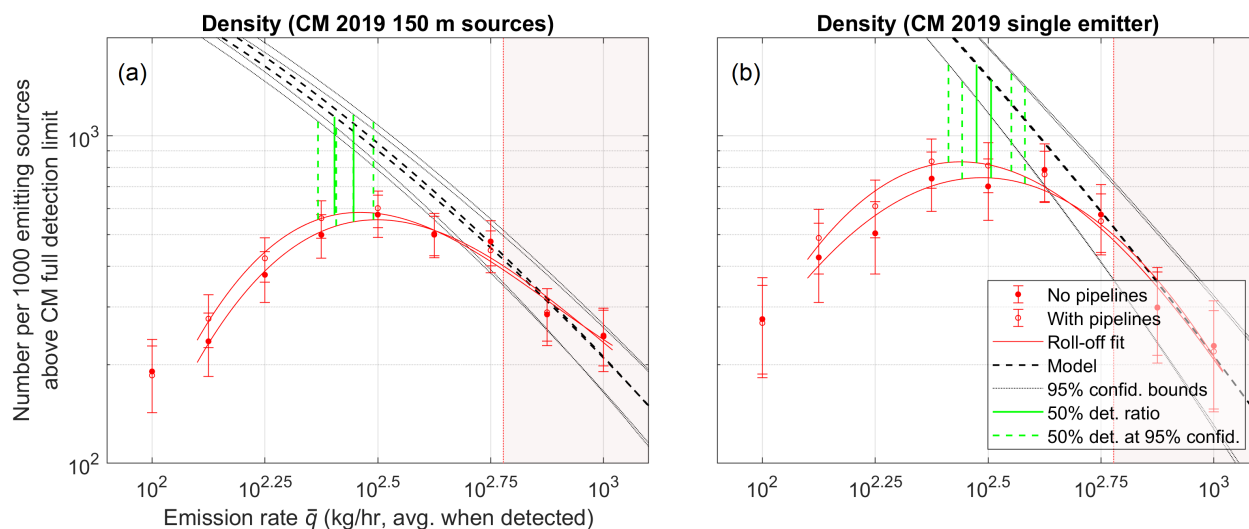 Density (CM 2019 150 m sources)
Density (CM 2019 single emitter)
(a)
(b)
Number per 1000 emitting sources
above CM full detection limit
10^3
10^2
10^3
10^2
10^2
10^2.25
10^2.5
10^2.75
10^3
10^2
10^2.25
10^2.5
10^2.75
10^3
Emission rate q̄ (kg/hr, avg. when detected)
No pipelines
With pipelines
Roll-off fit
Model
95% confid. bounds
50% det. ratio
50% det. at 95% confid.